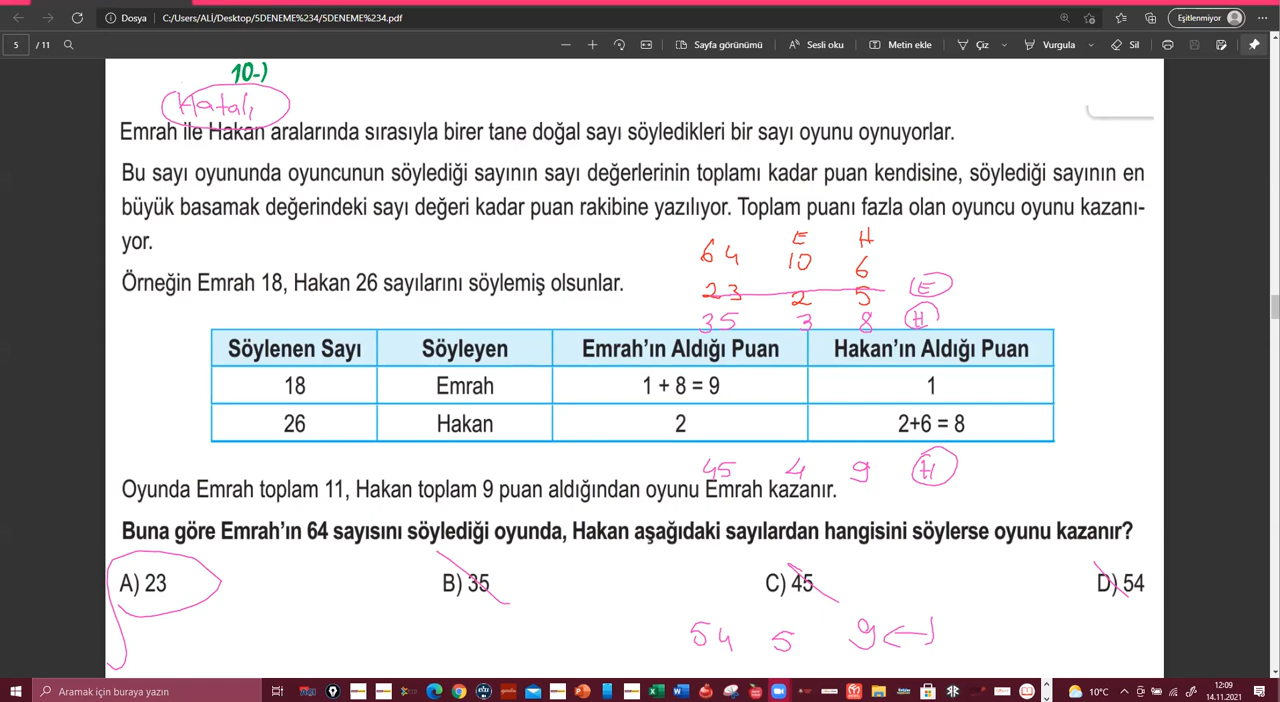 Dosya C:/Users/ALİ/Desktop/5DENEME%234/5DENEME%234.pdf Eşitlenmiyor
5 / 11 Sayfa görünümü Sesli oku Metin ekle Çiz Vurgula Sil
10-)
Hatalı
Emrah ile Hakan aralarında sırasıyla birer tane doğal sayı söyledikleri bir sayı oyunu oynuyorlar.
Bu sayı oyununda oyuncunun söylediği sayının sayı değerlerinin toplamı kadar puan kendisine, söylediği sayının en
büyük basamak değerindeki sayı değeri kadar puan rakibine yazılıyor. Toplam puanı fazla olan oyuncu oyunu kazanı-
yor.
E H
64 10 6
Örneğin Emrah 18, Hakan 26 sayılarını söylemiş olsunlar.
23 2 5 E
35 3 8 H
Söylenen Sayı Söyleyen Emrah'ın Aldığı Puan Hakan'ın Aldığı Puan
18 Emrah 1 + 8 = 9 1
26 Hakan 2 2+6 = 8
45 4 9 H
Oyunda Emrah toplam 11, Hakan toplam 9 puan aldığından oyunu Emrah kazanır.
Buna göre Emrah'ın 64 sayısını söylediği oyunda, Hakan aşağıdaki sayılardan hangisini söylerse oyunu kazanır?
A) 23 B) 35 C) 45 D) 54
54 5 9
Aramak için buraya yazın 10°C 12:09
14.11.2021